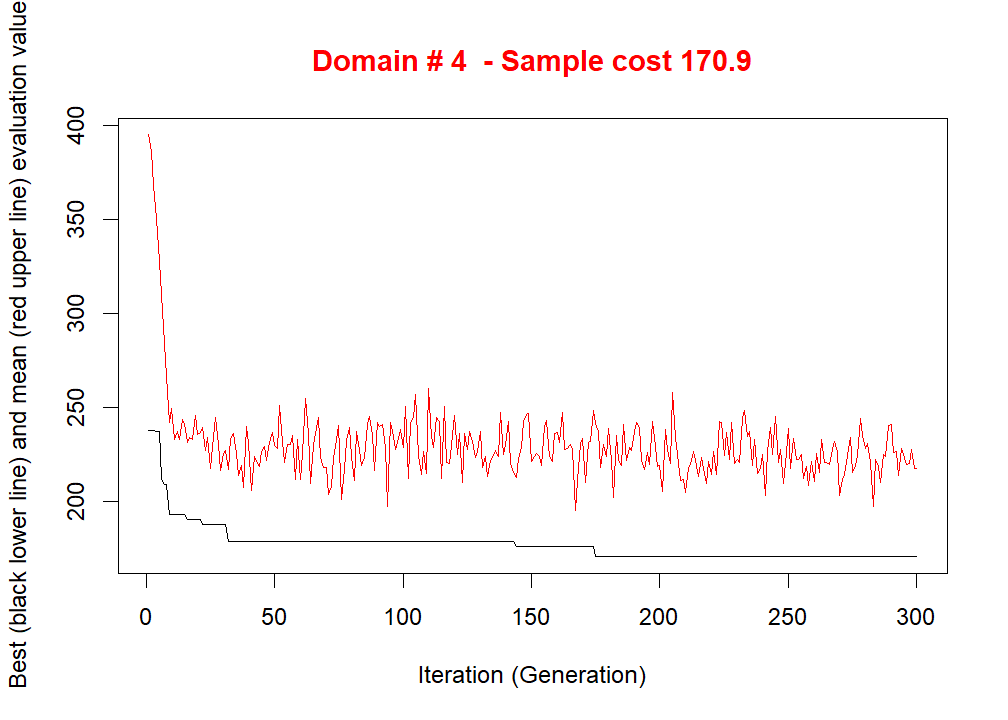 Domain # 4  - Sample cost 170.9
Best (black lower line) and mean (red upper line) evaluation value
400
350
300
250
200
0 50 100 150 200 250 300
Iteration (Generation)